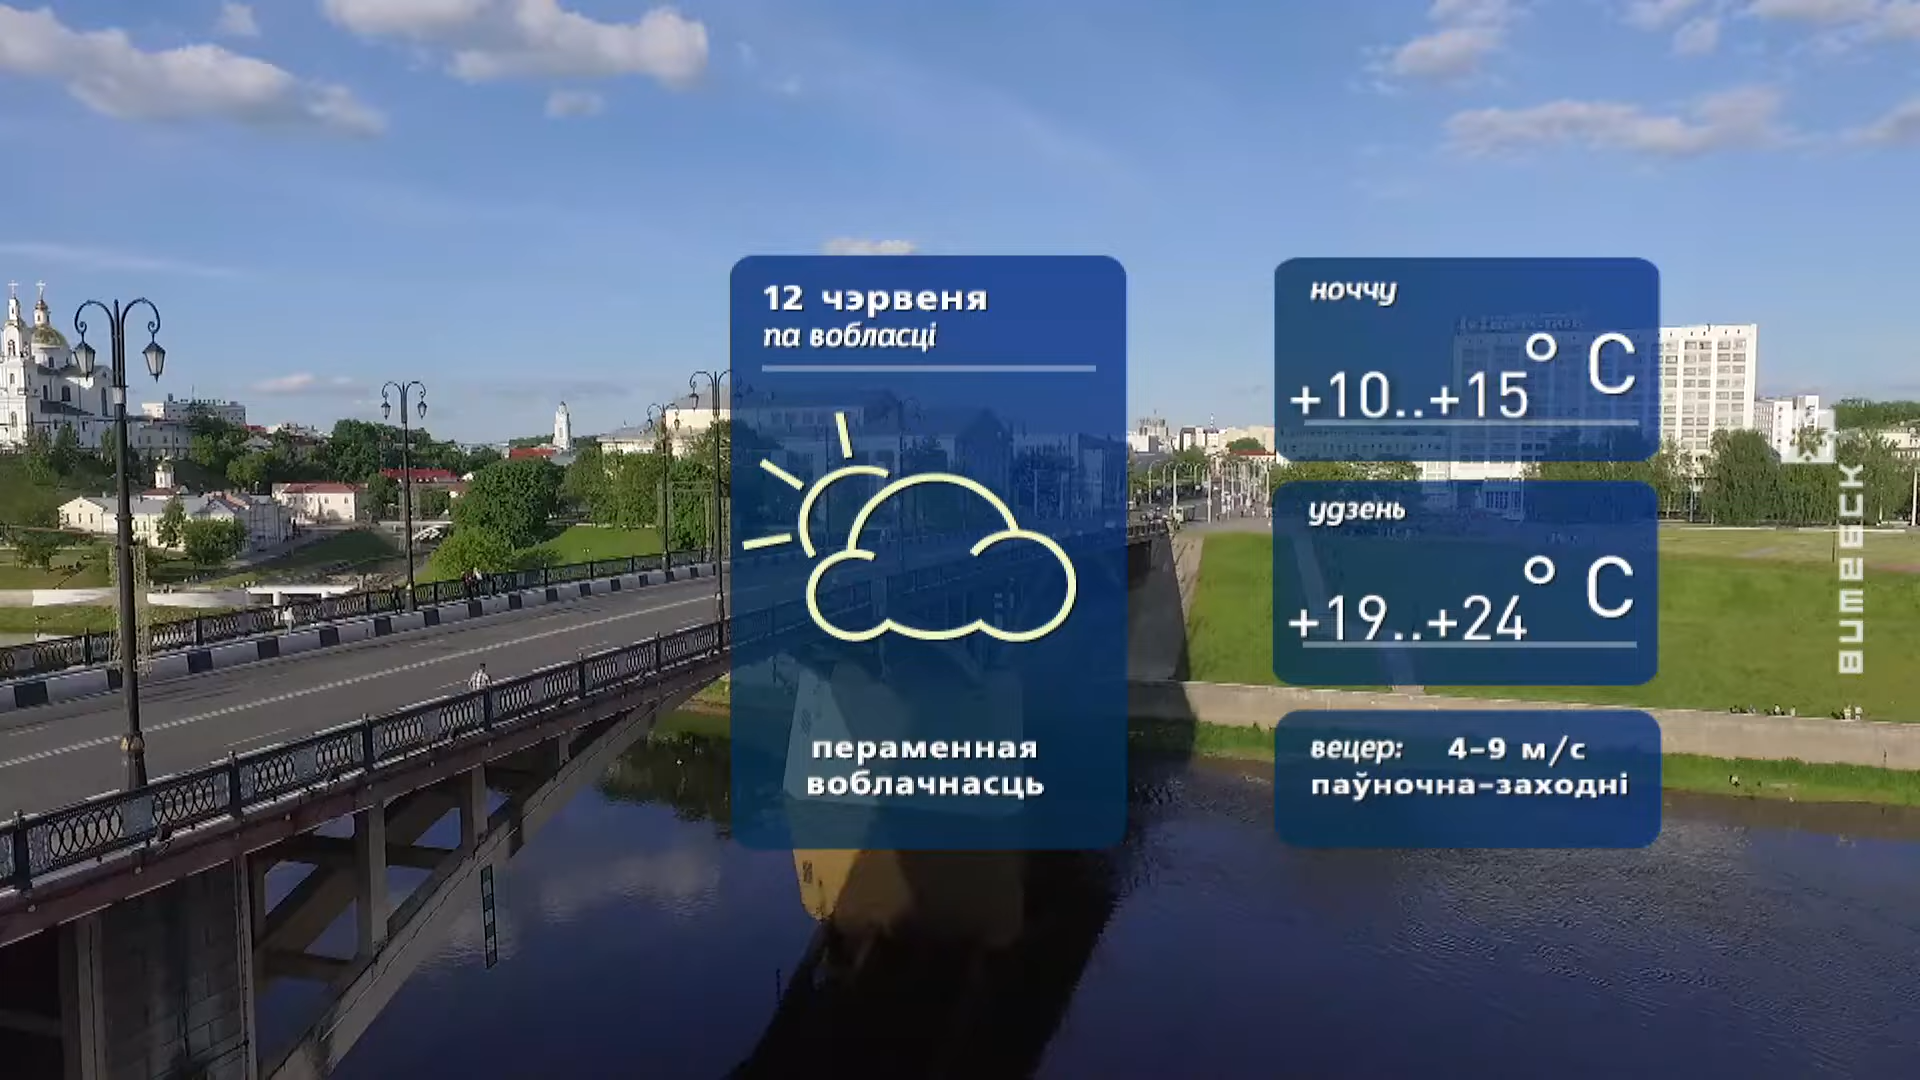 12 чэрвеня
па вобласці
пераменная
воблачнасць
ноччу
+10..+15° C
удзень
+19..+24° C
вецер: 4-9 м/с
паўночна-заходні
витебск